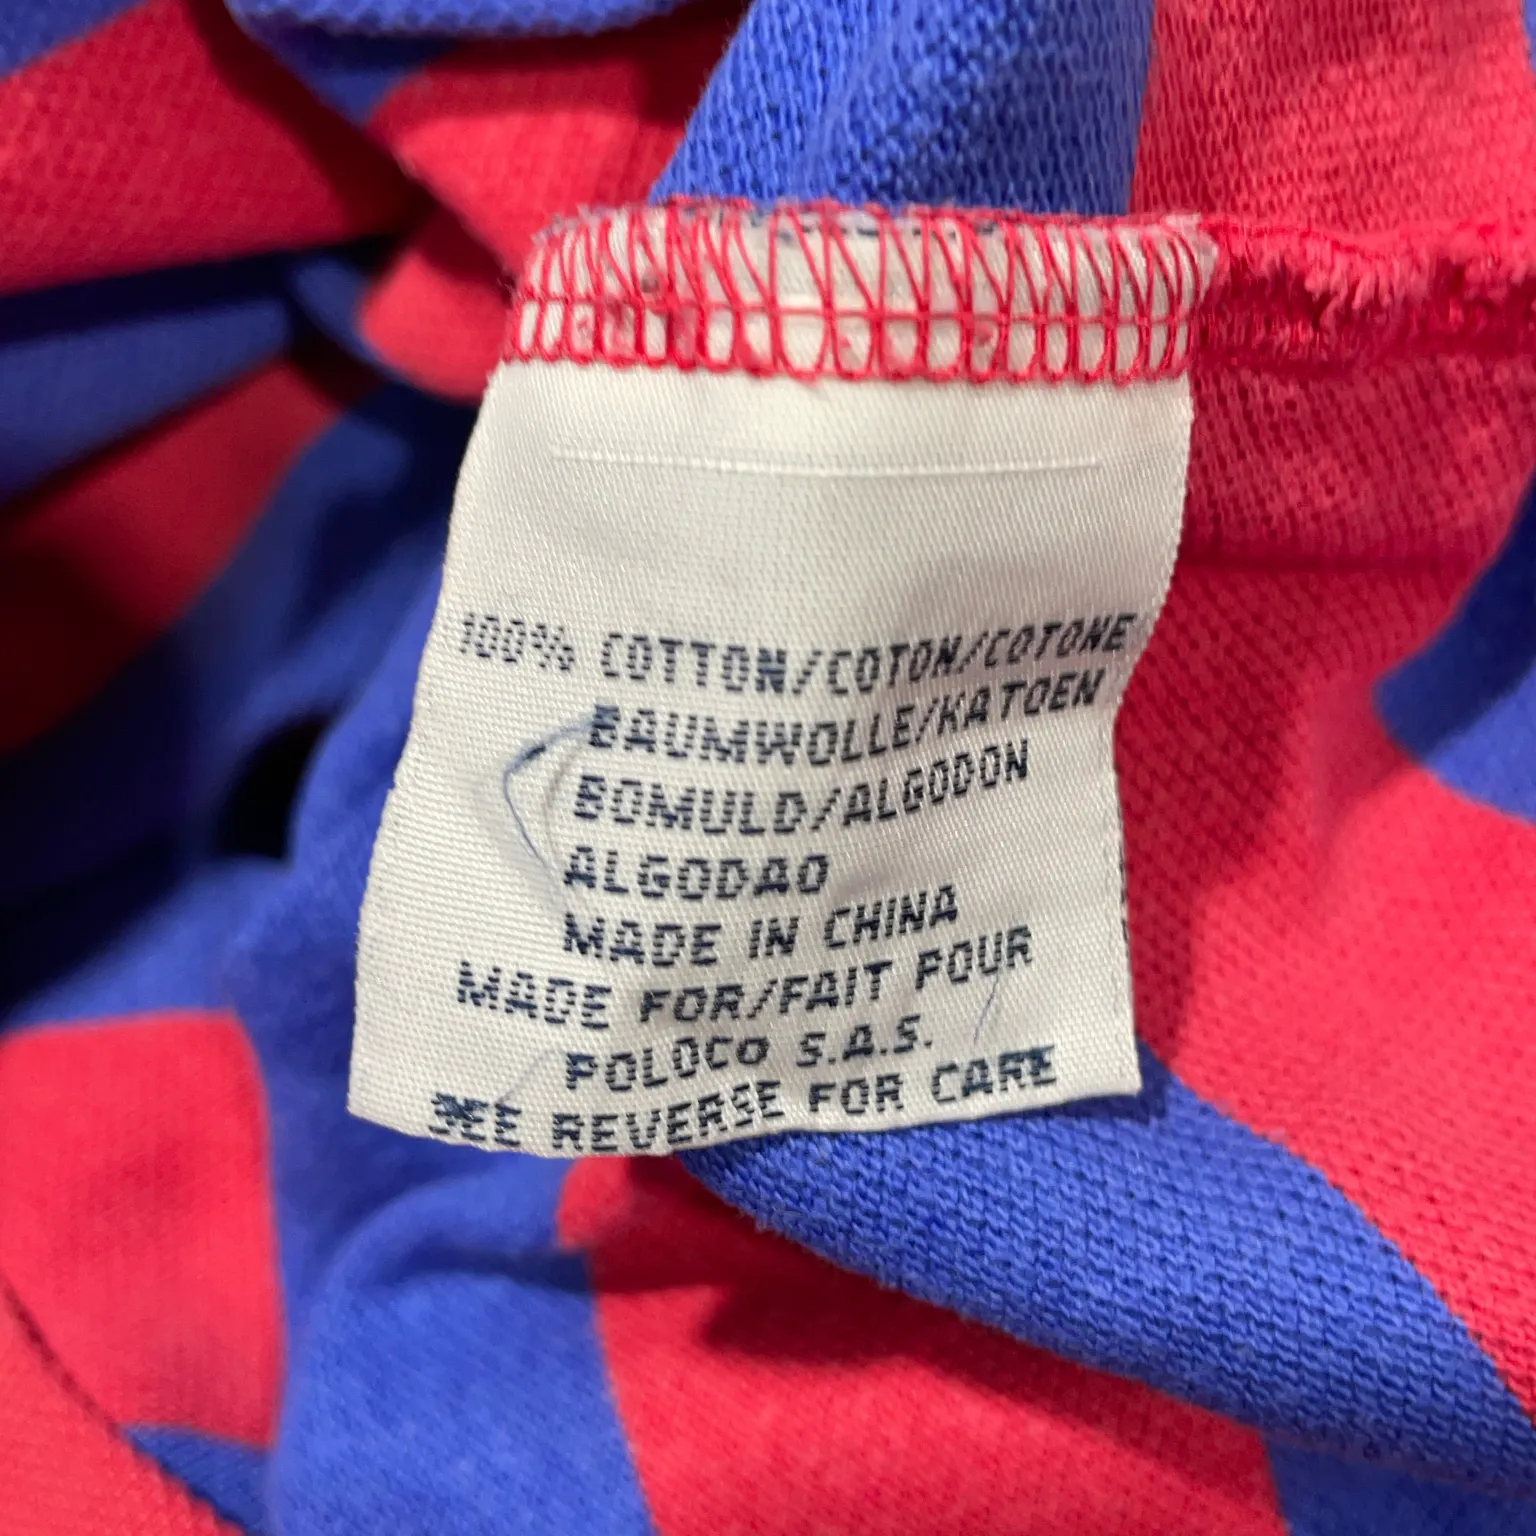 100% COTTON/COTON/COTONE
BAUMWOLLE/KATOEN
BOMULD/ALGODON
ALGODAO
MADE IN CHINA
MADE FOR/FAIT POUR
POLOCO S.A.S.
SEE REVERSE FOR CARE